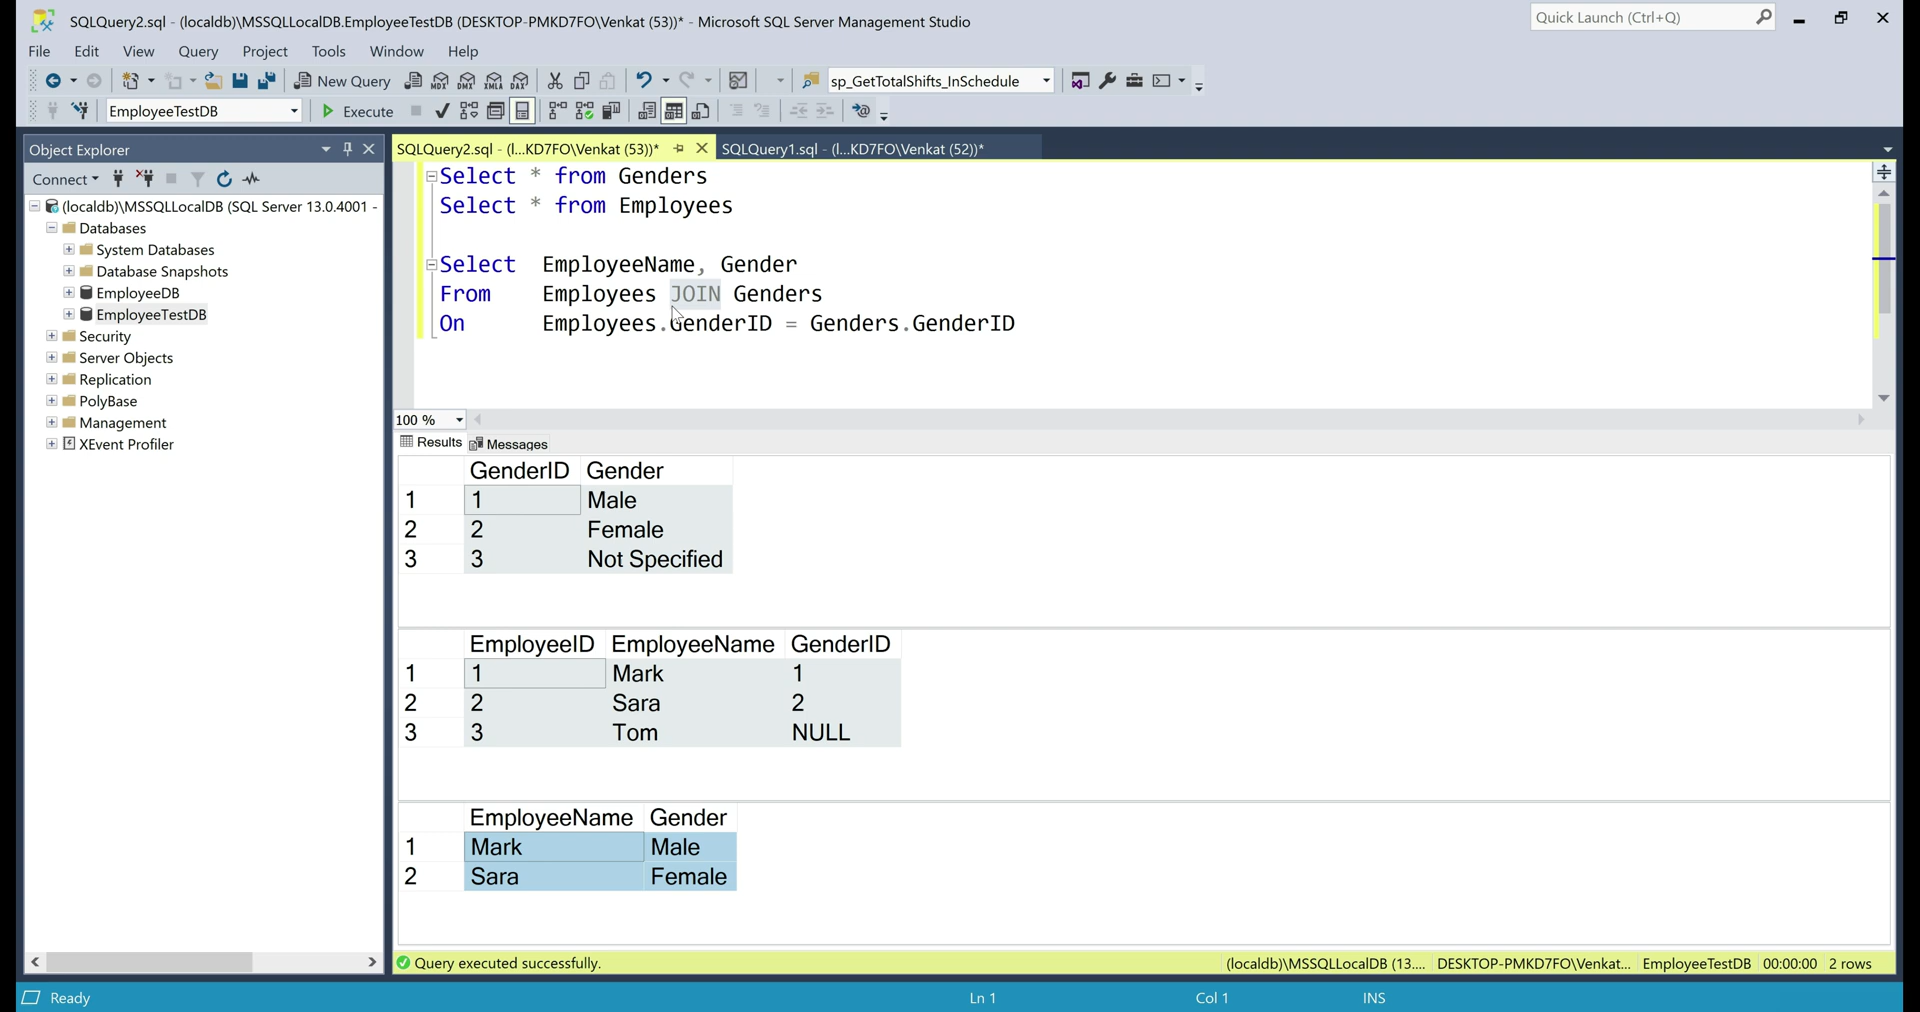 SQLQuery2.sql - (localdb)\MSSQLLocalDB.EmployeeTestDB (DESKTOP-PMKD7FO\Venkat (53))* - Microsoft SQL Server Management Studio
Quick Launch (Ctrl+Q)
File Edit View Query Project Tools Window Help
New Query MDX DMX XMLA DAX sp_GetTotalShifts_InSchedule
EmployeeTestDB Execute
Object Explorer
Connect
(localdb)\MSSQLLocalDB (SQL Server 13.0.4001 -
Databases
System Databases
Database Snapshots
EmployeeDB
EmployeeTestDB
Security
Server Objects
Replication
PolyBase
Management
XEvent Profiler
SQLQuery2.sql - (l...KD7FO\Venkat (53))* SQLQuery1.sql - (l...KD7FO\Venkat (52))*
Select * from Genders
Select * from Employees
Select EmployeeName, Gender
From Employees JOIN Genders
On Employees.GenderID = Genders.GenderID
100 %
Results Messages
GenderID Gender
1 1 Male
2 2 Female
3 3 Not Specified
EmployeeID EmployeeName GenderID
1 1 Mark 1
2 2 Sara 2
3 3 Tom NULL
EmployeeName Gender
1 Mark Male
2 Sara Female
Query executed successfully. (localdb)\MSSQLLocalDB (13.... DESKTOP-PMKD7FO\Venkat... EmployeeTestDB 00:00:00 2 rows
Ready Ln 1 Col 1 INS